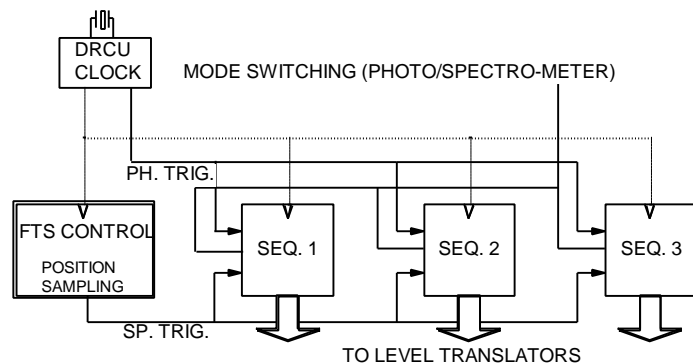 DRCU
CLOCK
MODE SWITCHING (PHOTO/SPECTRO-METER)
PH. TRIG.
FTS CONTROL
POSITION
SAMPLING
SEQ. 1
SEQ. 2
SEQ. 3
SP. TRIG.
TO LEVEL TRANSLATORS